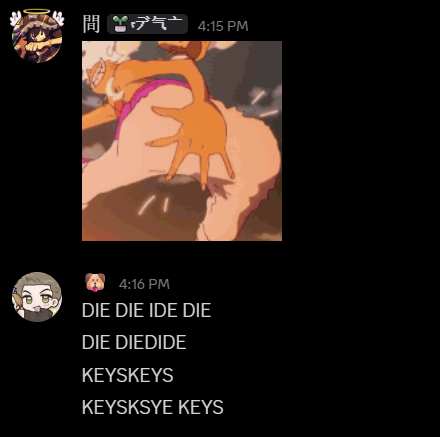 間 4:15 PM
4:16 PM
DIE DIE IDE DIE
DIE DIEDIDE
KEYSKEYS
KEYSKSYE KEYS